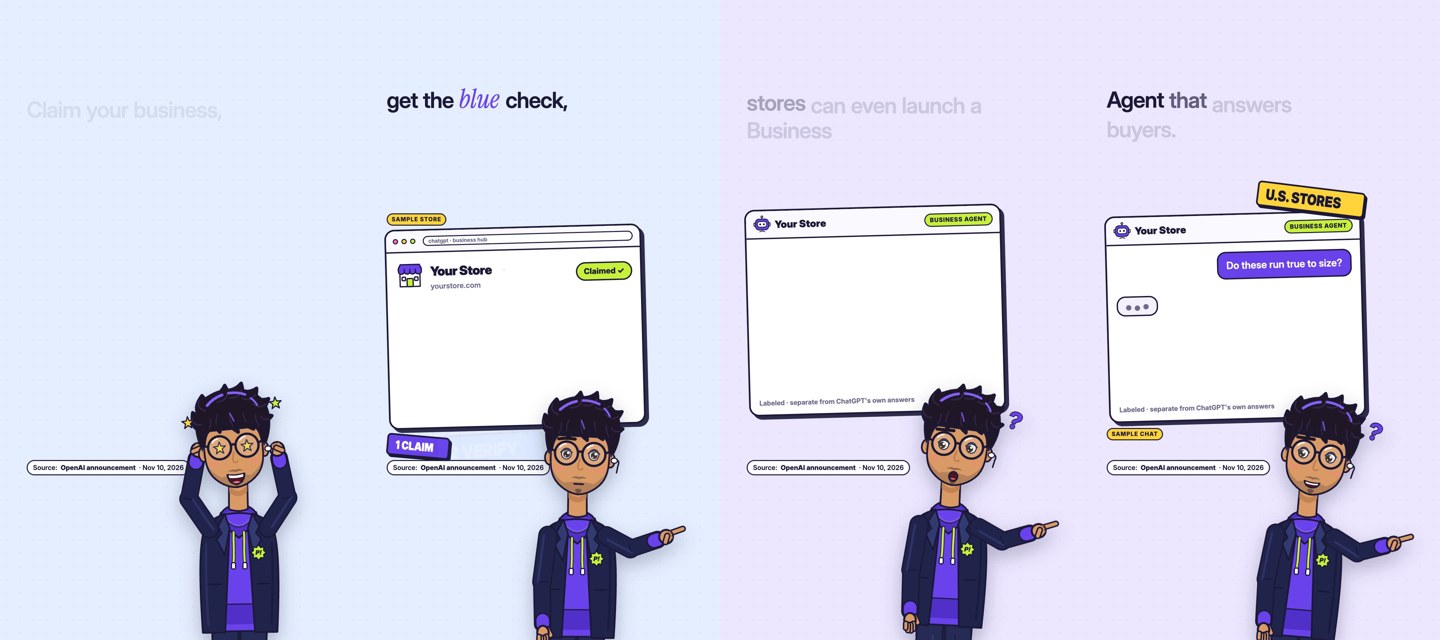 Claim your business,
Source: OpenAI announcement · Nov 10, 2026
get the blue check,
SAMPLE STORE
chatgpt · business hub
Your Store
Claimed ✓
yourstore.com
1 CLAIM
VERIFY
Source: OpenAI announcement · Nov 10, 2026
stores can even launch a
Business
Your Store
BUSINESS AGENT
Labeled · separate from ChatGPT's own answers
Source: OpenAI announcement · Nov 10, 2026
Agent that answers
buyers.
U.S. STORES
Your Store
BUSINESS AGENT
Do these run true to size?
Labeled · separate from ChatGPT's own answers
SAMPLE CHAT
Source: OpenAI announcement · Nov 10, 2026